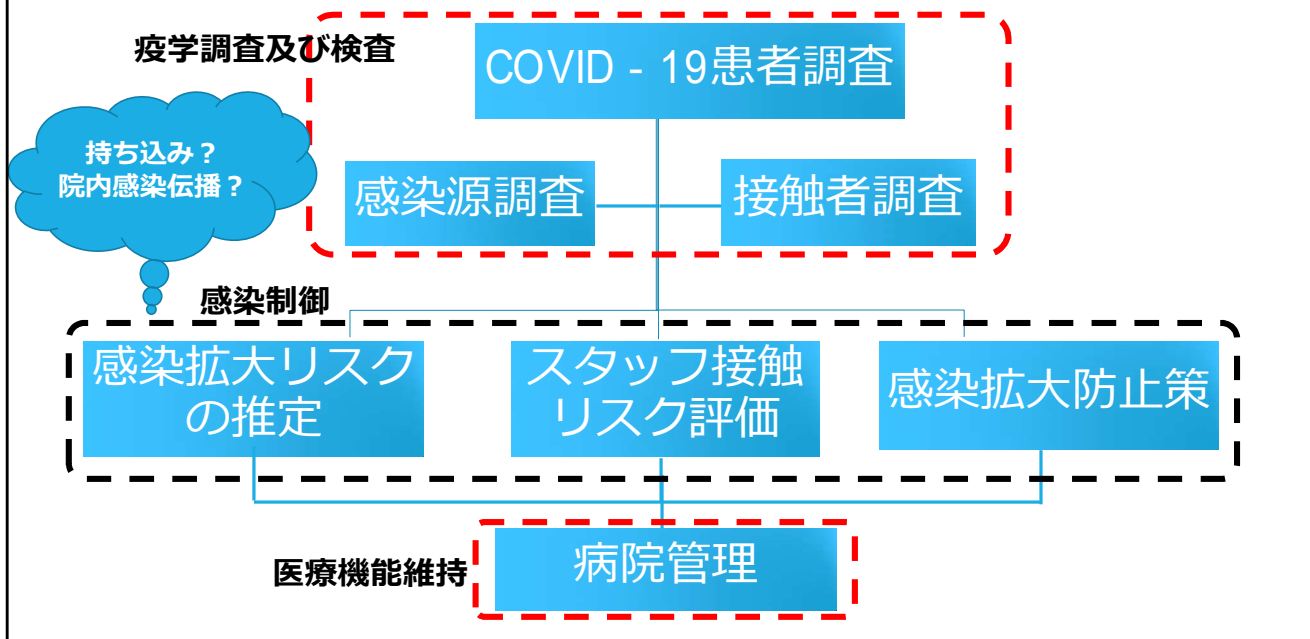 疫学調査及び検査
COVID - 19患者調査
持ち込み？
院内感染伝播？
感染源調査
接触者調査
感染制御
感染拡大リスク
の推定
スタッフ接触
リスク評価
感染拡大防止策
医療機能維持
病院管理